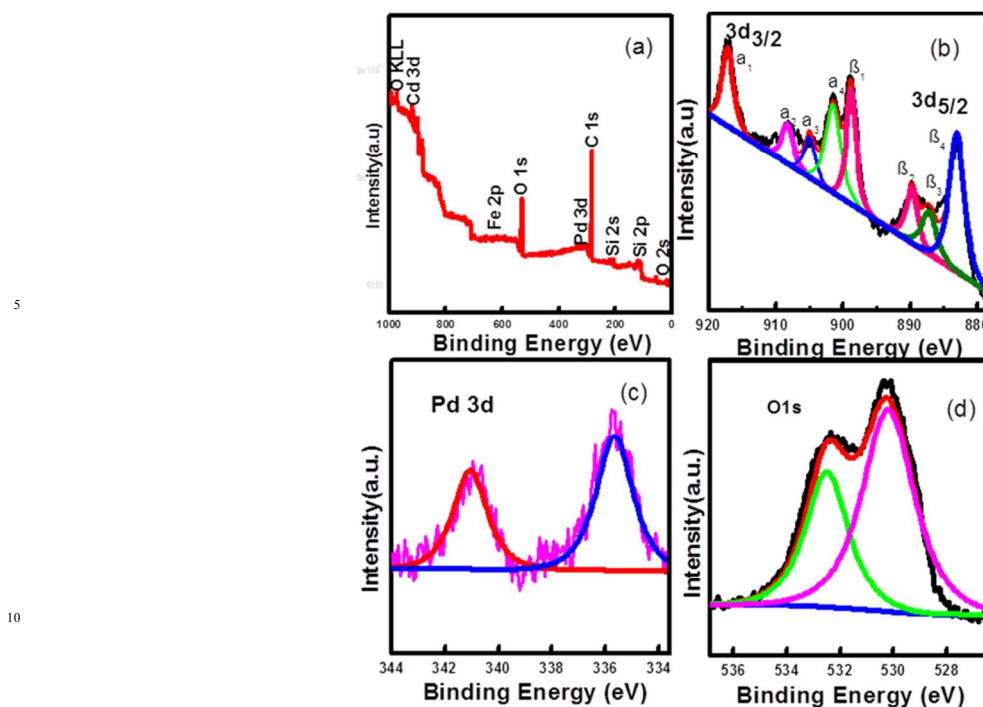 (a)
O KLL
Cd 3d
Fe 2p
O 1s
Pd 3d
C 1s
Si 2s
Si 2p
O 2s
0.0
Intensity(a.u)
1000 800 600 400 200 0
Binding Energy (eV)
(b)
3d3/2
a1
a2
a3
a4
ß1
3d5/2
ß2
ß3
ß4
Intensity(a.u
920 910 900 890 880
Binding Energy (eV)
5
(c)
Pd 3d
Intensity(a.u.)
344 342 340 338 336 334
Binding Energy (eV)
(d)
O1s
Intensity(a.u.)
536 534 532 530 528
Binding Energy (eV)
10